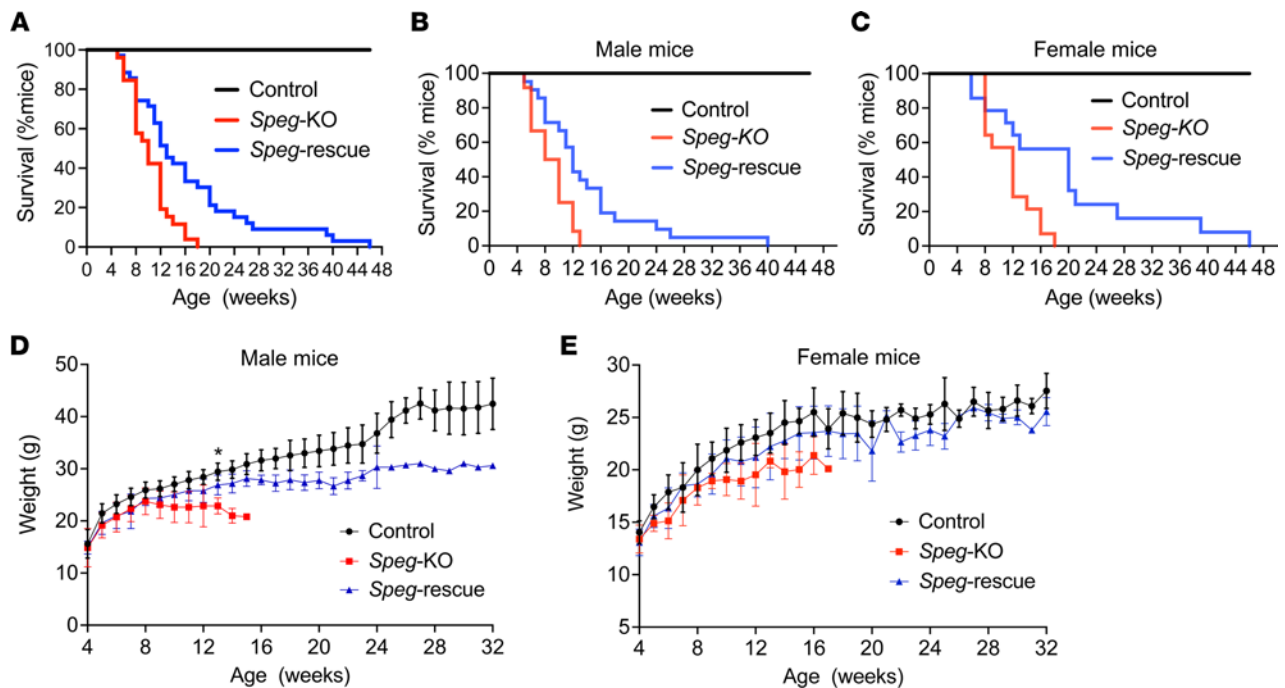 A
Survival (%mice)
100
80
60
40
20
0
Control
Speg-KO
Speg-rescue
0 4 8 12 16 20 24 28 32 36 40 44 48
Age (weeks)
B
Male mice
Survival (% mice)
100
80
60
40
20
0
Control
Speg-KO
Speg-rescue
0 4 8 12 16 20 24 28 32 36 40 44 48
Age (weeks)
C
Female mice
Survival (% mice)
100
80
60
40
20
0
Control
Speg-KO
Speg-rescue
0 4 8 12 16 20 24 28 32 36 40 44 48
Age (weeks)
D
Male mice
Weight (g)
50
40
30
20
10
0
*
Control
Speg-KO
Speg-rescue
4 8 12 16 20 24 28 32
Age (weeks)
E
Female mice
Weight (g)
30
25
20
15
10
5
Control
Speg-KO
Speg-rescue
4 8 12 16 20 24 28 32
Age (weeks)